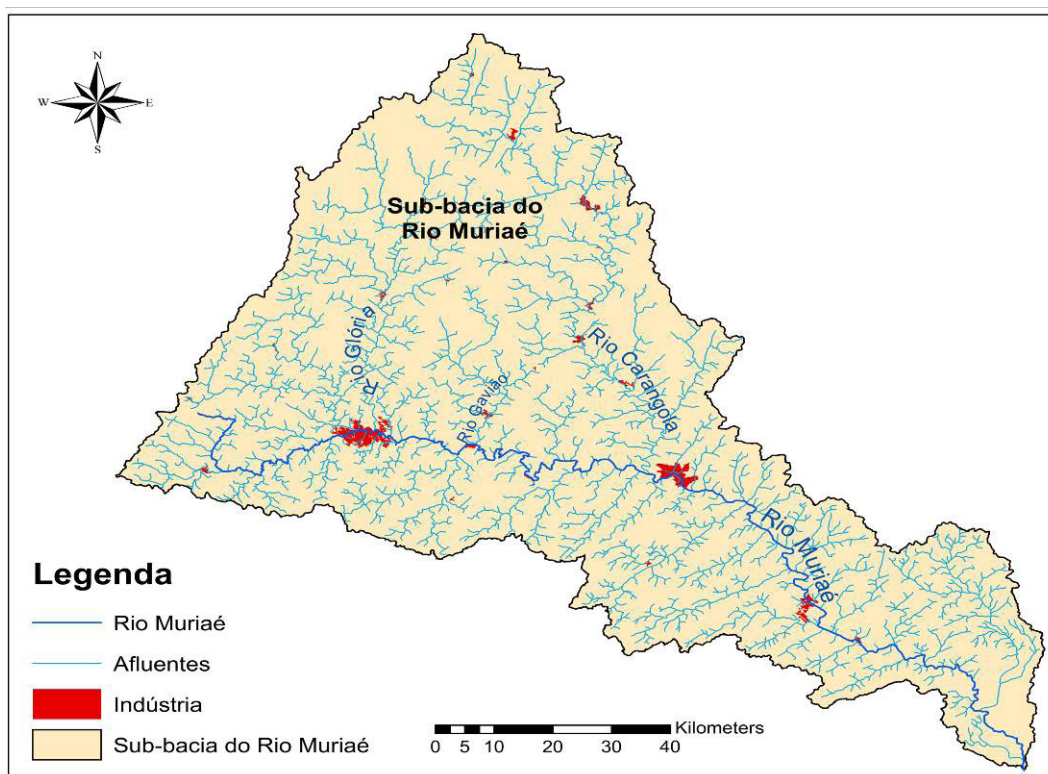 N
W
E
S
Sub-bacia do
Rio Muriaé
Rio Glória
Rio Gavião
Rio Carangola
Rio Muriaé
Legenda
Rio Muriaé
Afluentes
Indústria
Sub-bacia do Rio Muriaé
Kilometers
0 5 10 20 30 40